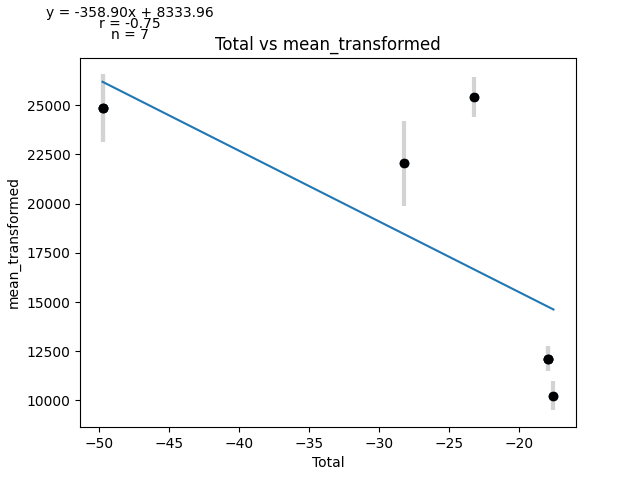 y = -358.90x + 8333.96
r = -0.75
n = 7
Total vs mean_transformed
mean_transformed
25000
22500
20000
17500
15000
12500
10000
−50
−45
−40
−35
−30
−25
−20
Total